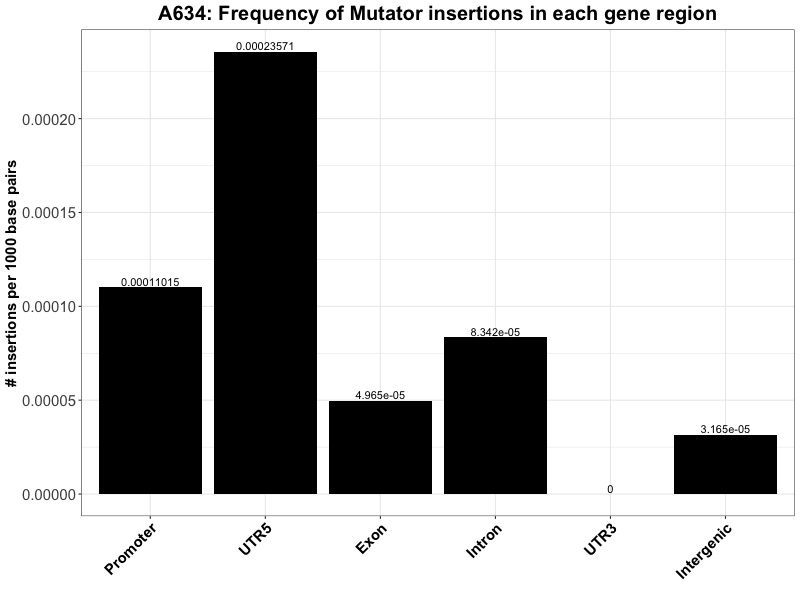 A634: Frequency of Mutator insertions in each gene region
# insertions per 1000 base pairs
0.00020
0.00015
0.00010
0.00005
0.00000
0.00011015
0.00023571
4.965e-05
8.342e-05
0
3.165e-05
Promoter
UTR5
Exon
Intron
UTR3
Intergenic